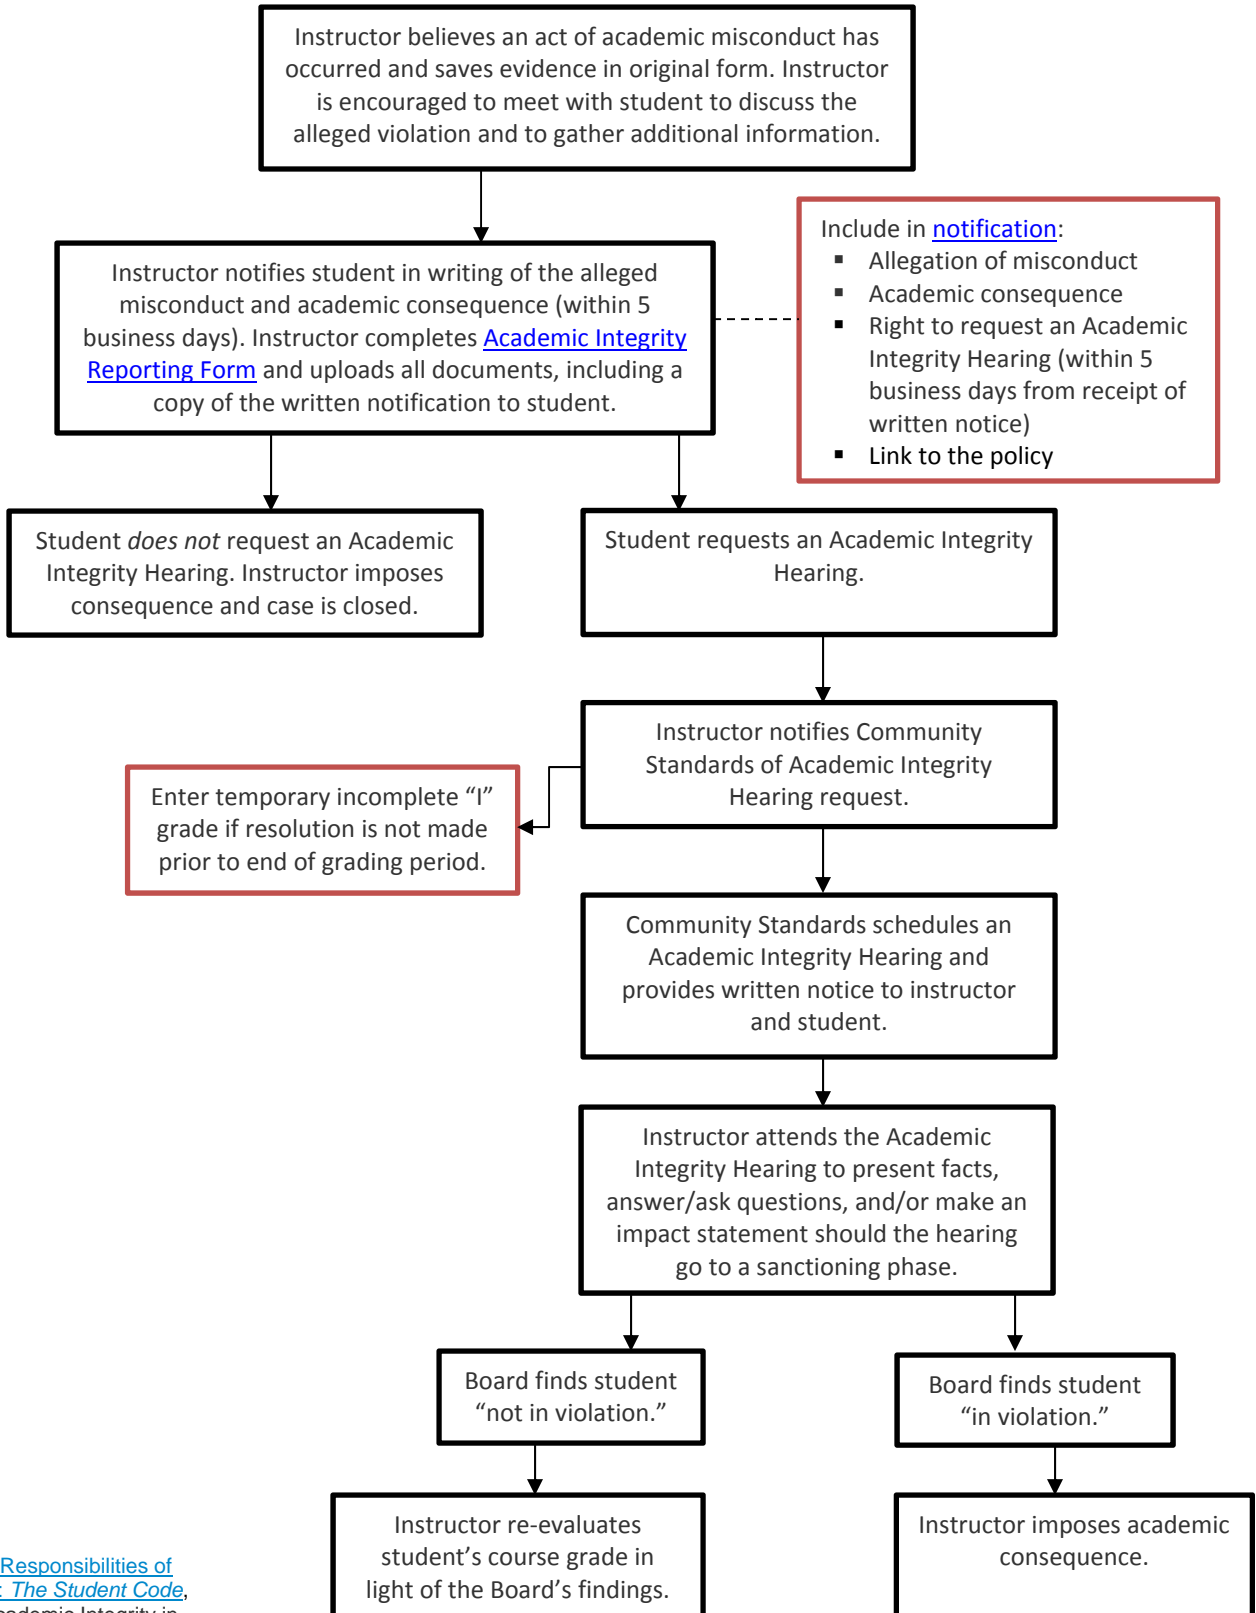 Instructor believes an act of academic misconduct has
occurred and saves evidence in original form. Instructor
is encouraged to meet with student to discuss the
alleged violation and to gather additional information.
Instructor notifies student in writing of the alleged
misconduct and academic consequence (within 5
business days). Instructor completes Academic Integrity
Reporting Form and uploads all documents, including a
copy of the written notification to student.
Include in notification:
▪ Allegation of misconduct
▪ Academic consequence
▪ Right to request an Academic
Integrity Hearing (within 5
business days from receipt of
written notice)
▪ Link to the policy
Student does not request an Academic
Integrity Hearing. Instructor imposes
consequence and case is closed.
Student requests an Academic Integrity
Hearing.
Instructor notifies Community
Standards of Academic Integrity
Hearing request.
Enter temporary incomplete “I”
grade if resolution is not made
prior to end of grading period.
Community Standards schedules an
Academic Integrity Hearing and
provides written notice to instructor
and student.
Instructor attends the Academic
Integrity Hearing to present facts,
answer/ask questions, and/or make an
impact statement should the hearing
go to a sanctioning phase.
Board finds student
“not in violation.”
Board finds student
“in violation.”
Instructor re-evaluates
student’s course grade in
light of the Board’s findings.
Instructor imposes academic
consequence.
Responsibilities of
: The Student Code,
cademic Integrity in